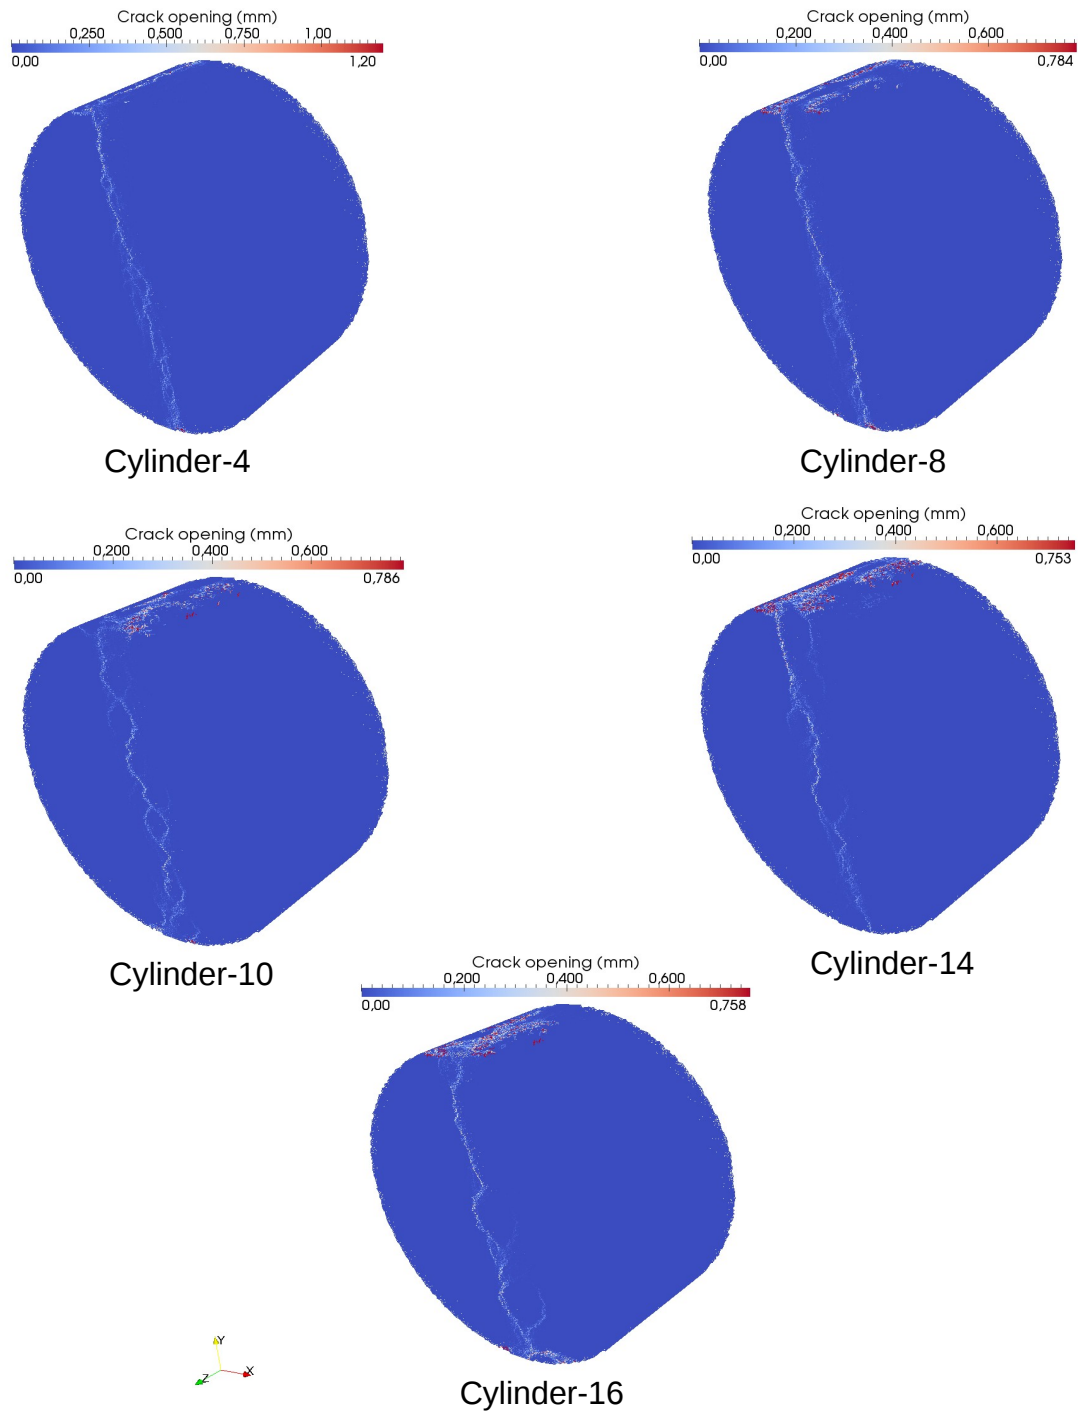 Crack opening (mm)
0,250 0,500 0,750 1,00
0,00 1,20
Cylinder-4
Crack opening (mm)
0,200 0,400 0,600
0,00 0,784
Cylinder-8
Crack opening (mm)
0,200 0,400 0,600
0,00 0,786
Cylinder-10
Crack opening (mm)
0,200 0,400 0,600
0,00 0,753
Cylinder-14
Crack opening (mm)
0,200 0,400 0,600
0,00 0,758
Cylinder-16
Y
Z X